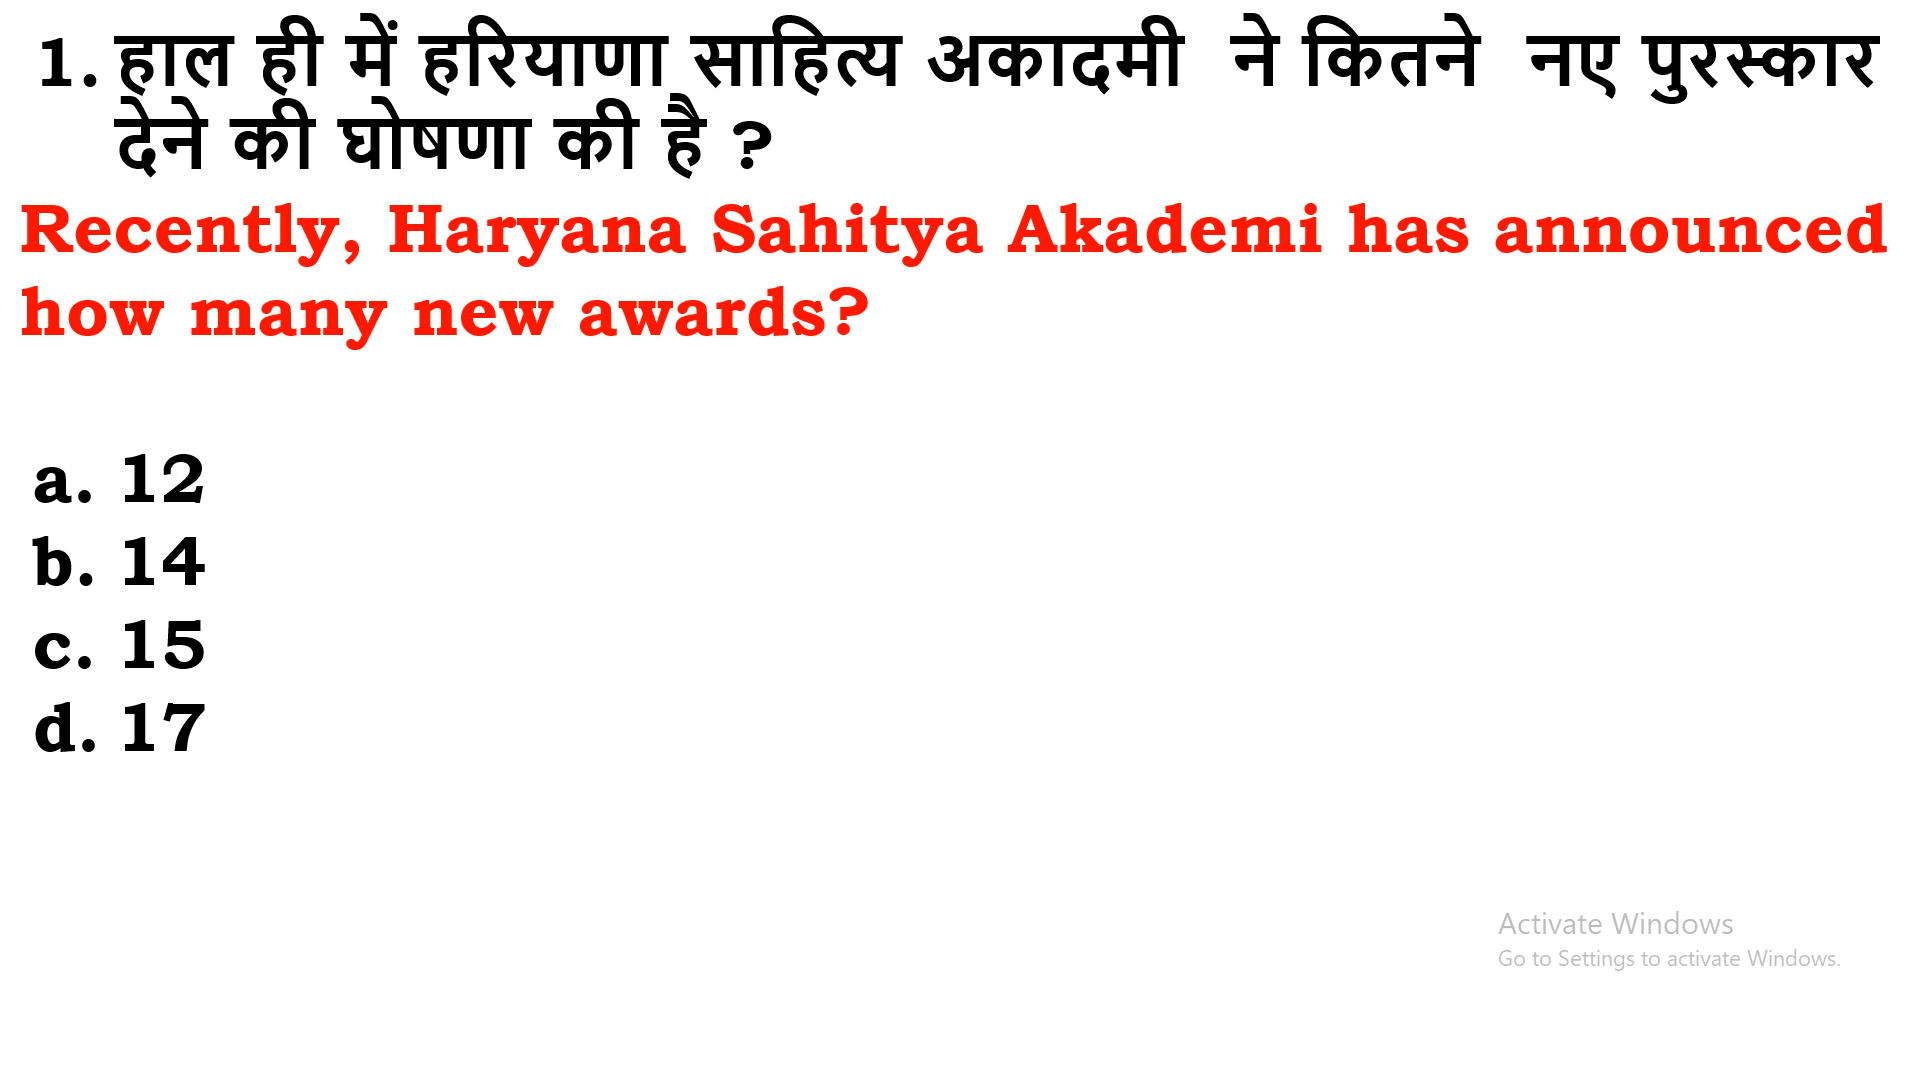 1. हाल ही में हरियाणा साहित्य अकादमी ने कितने नए पुरस्कार
देने की घोषणा की है ?
Recently, Haryana Sahitya Akademi has announced
how many new awards?
a. 12
b. 14
c. 15
d. 17
Activate Windows
Go to Settings to activate Windows.